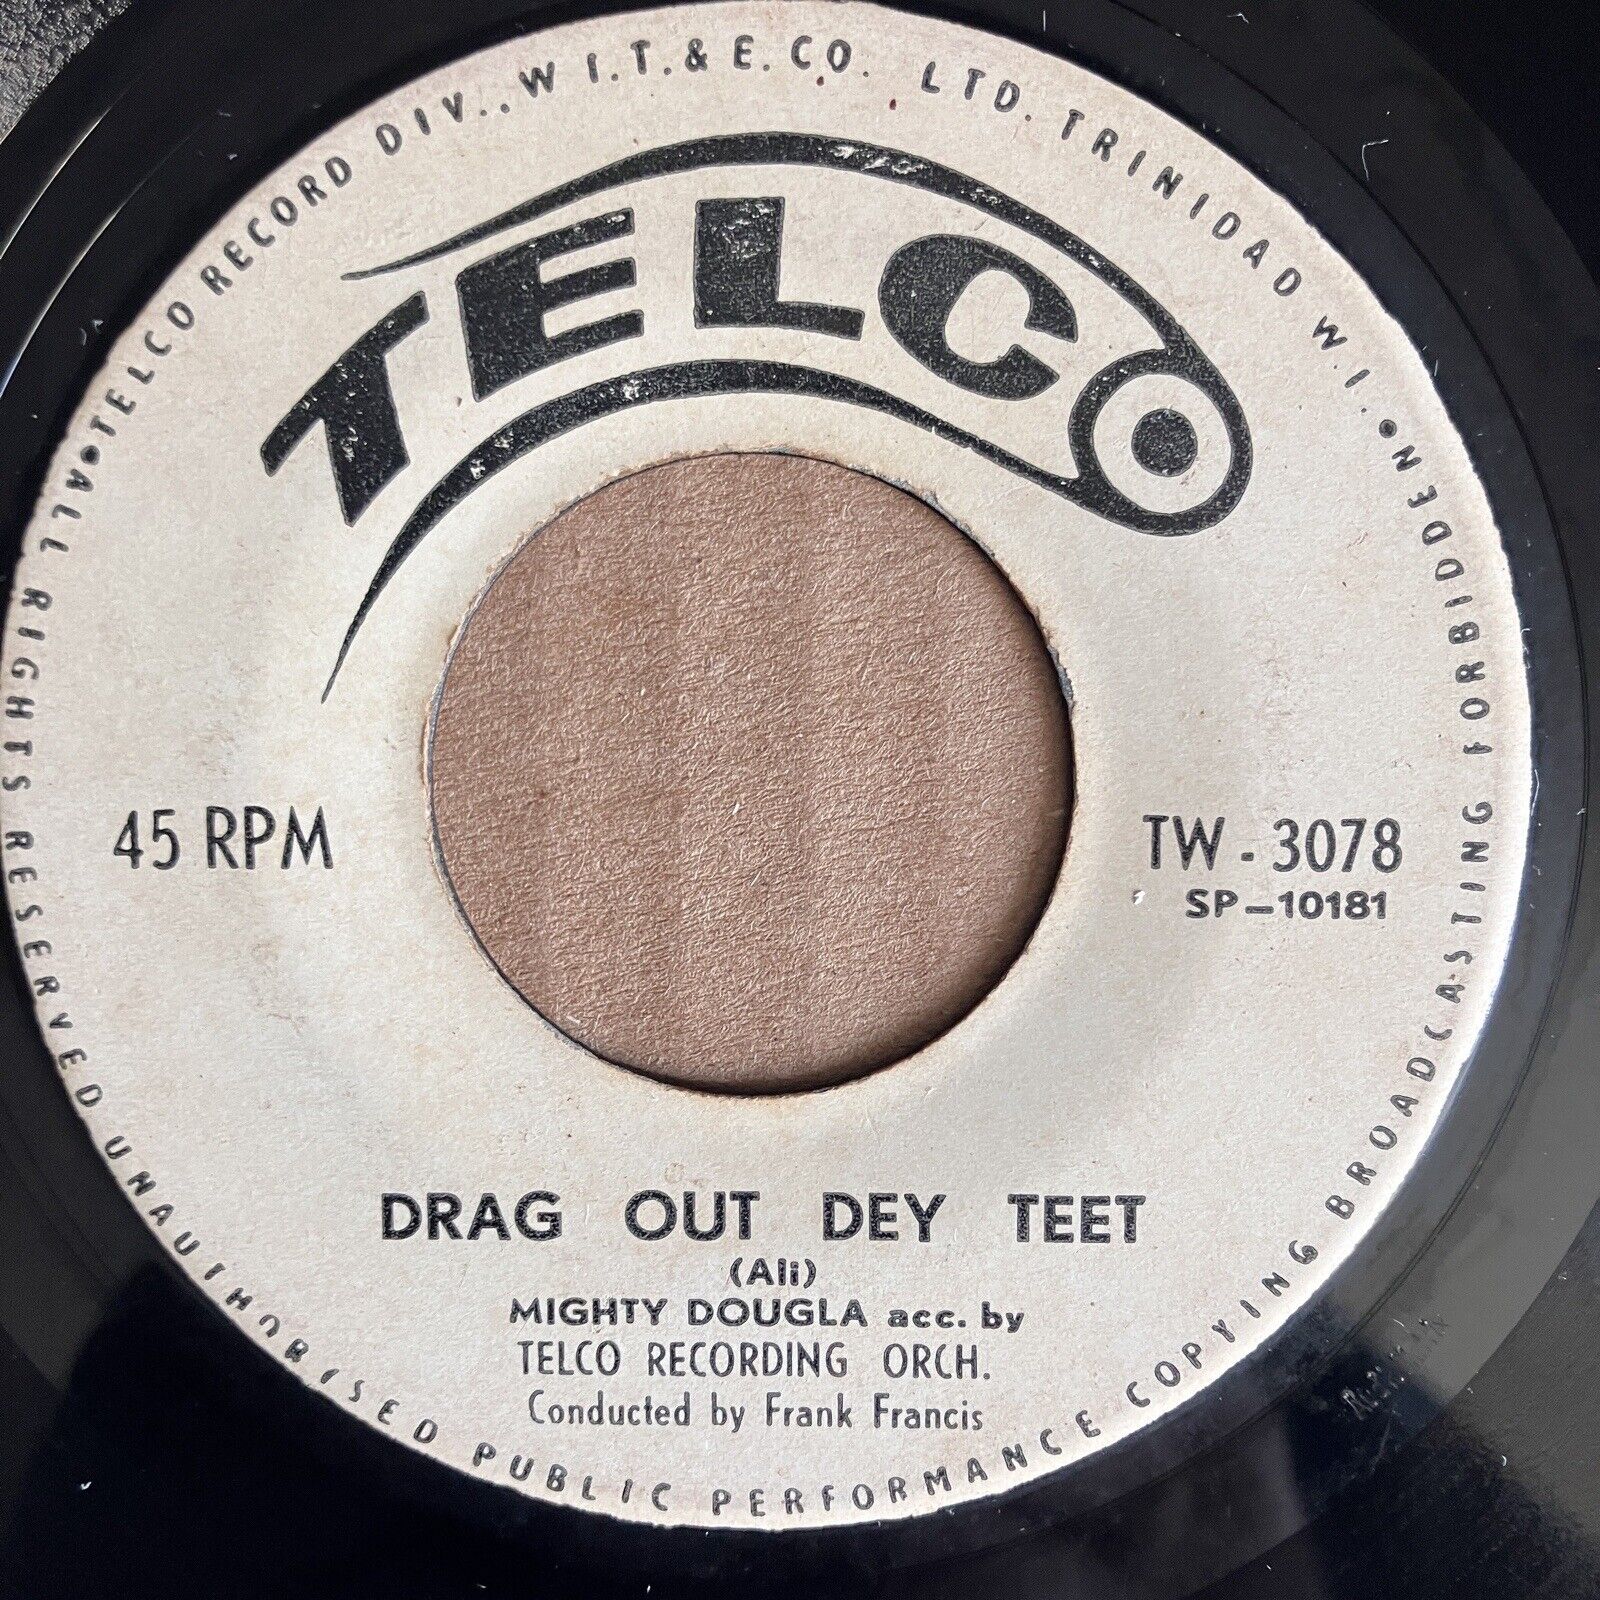 TELCO RECORD DIV.., W I.T. & E. CO. LTD. TRINIDAD W.I.
TELCO
45 RPM
TW - 3078
SP-10181
DRAG OUT DEY TEET
(Ali)
MIGHTY DOUGLA acc. by
TELCO RECORDING ORCH.
Conducted by Frank Francis
ALL RIGHTS RESERVED UNAUTHORISED PUBLIC PERFORMANCE COPYING BROADCASTING FORBIDDEN